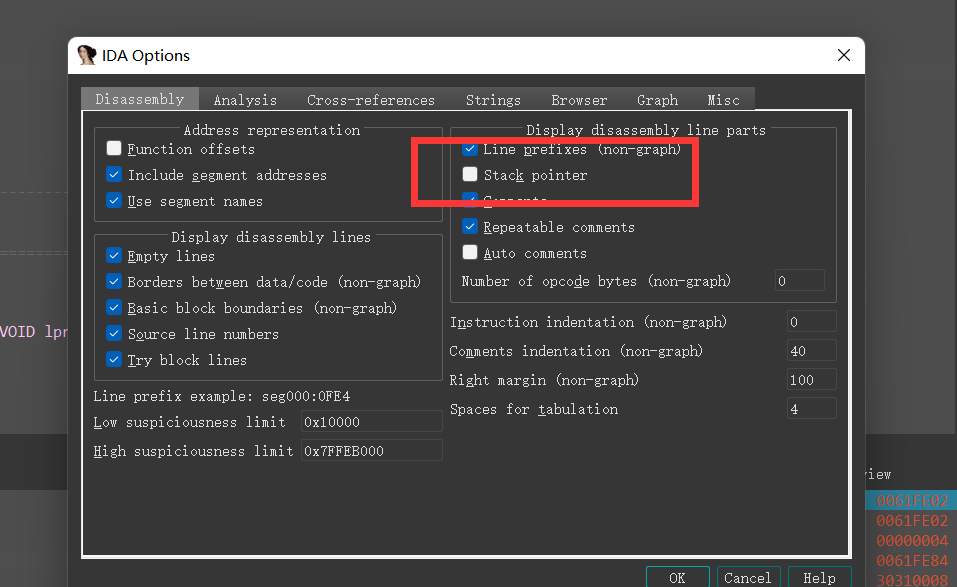 IDA Options
Disassembly Analysis Cross-references Strings Browser Graph Misc
Address representation
Function offsets
Include segment addresses
Use segment names
Display disassembly lines
Empty lines
Borders between data/code (non-graph)
Basic block boundaries (non-graph)
Source line numbers
Try block lines
Line prefix example: seg000:0FE4
Low suspiciousness limit 0x10000
High suspiciousness limit 0x7FFEB000
Display disassembly line parts
Line prefixes (non-graph)
Stack pointer
Comments
Repeatable comments
Auto comments
Number of opcode bytes (non-graph) 0
Instruction indentation (non-graph) 0
Comments indentation (non-graph) 40
Right margin (non-graph) 100
Spaces for tabulation 4
OK Cancel Help
VOID lpr
iew
0061FF02
0061FF02
00000004
0061FE84
30310008